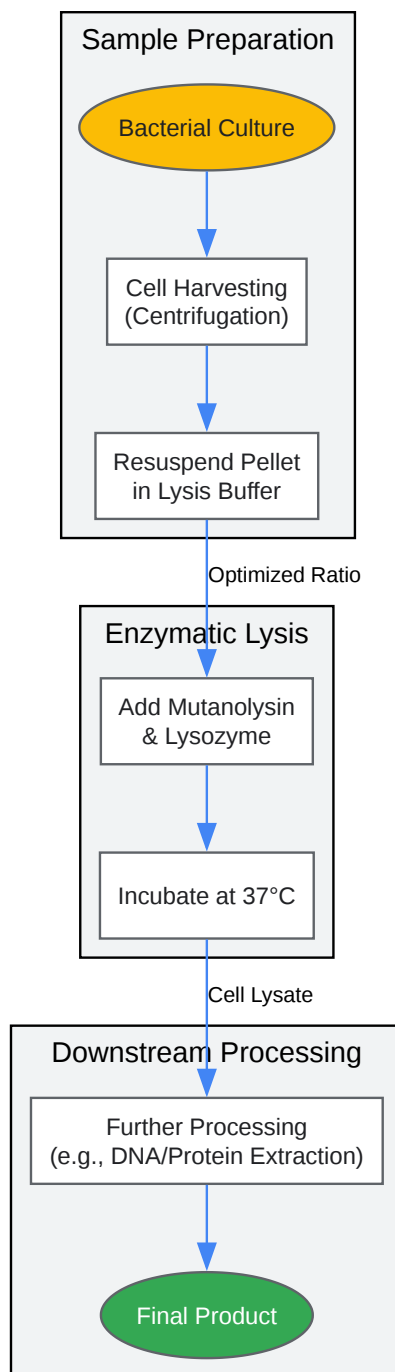 Sample Preparation
Bacterial Culture
Cell Harvesting
(Centrifugation)
Resuspend Pellet
in Lysis Buffer
Optimized Ratio
Enzymatic Lysis
Add Mutanolysin
& Lysozyme
Incubate at 37°C
Cell Lysate
Downstream Processing
Further Processing
(e.g., DNA/Protein Extraction)
Final Product